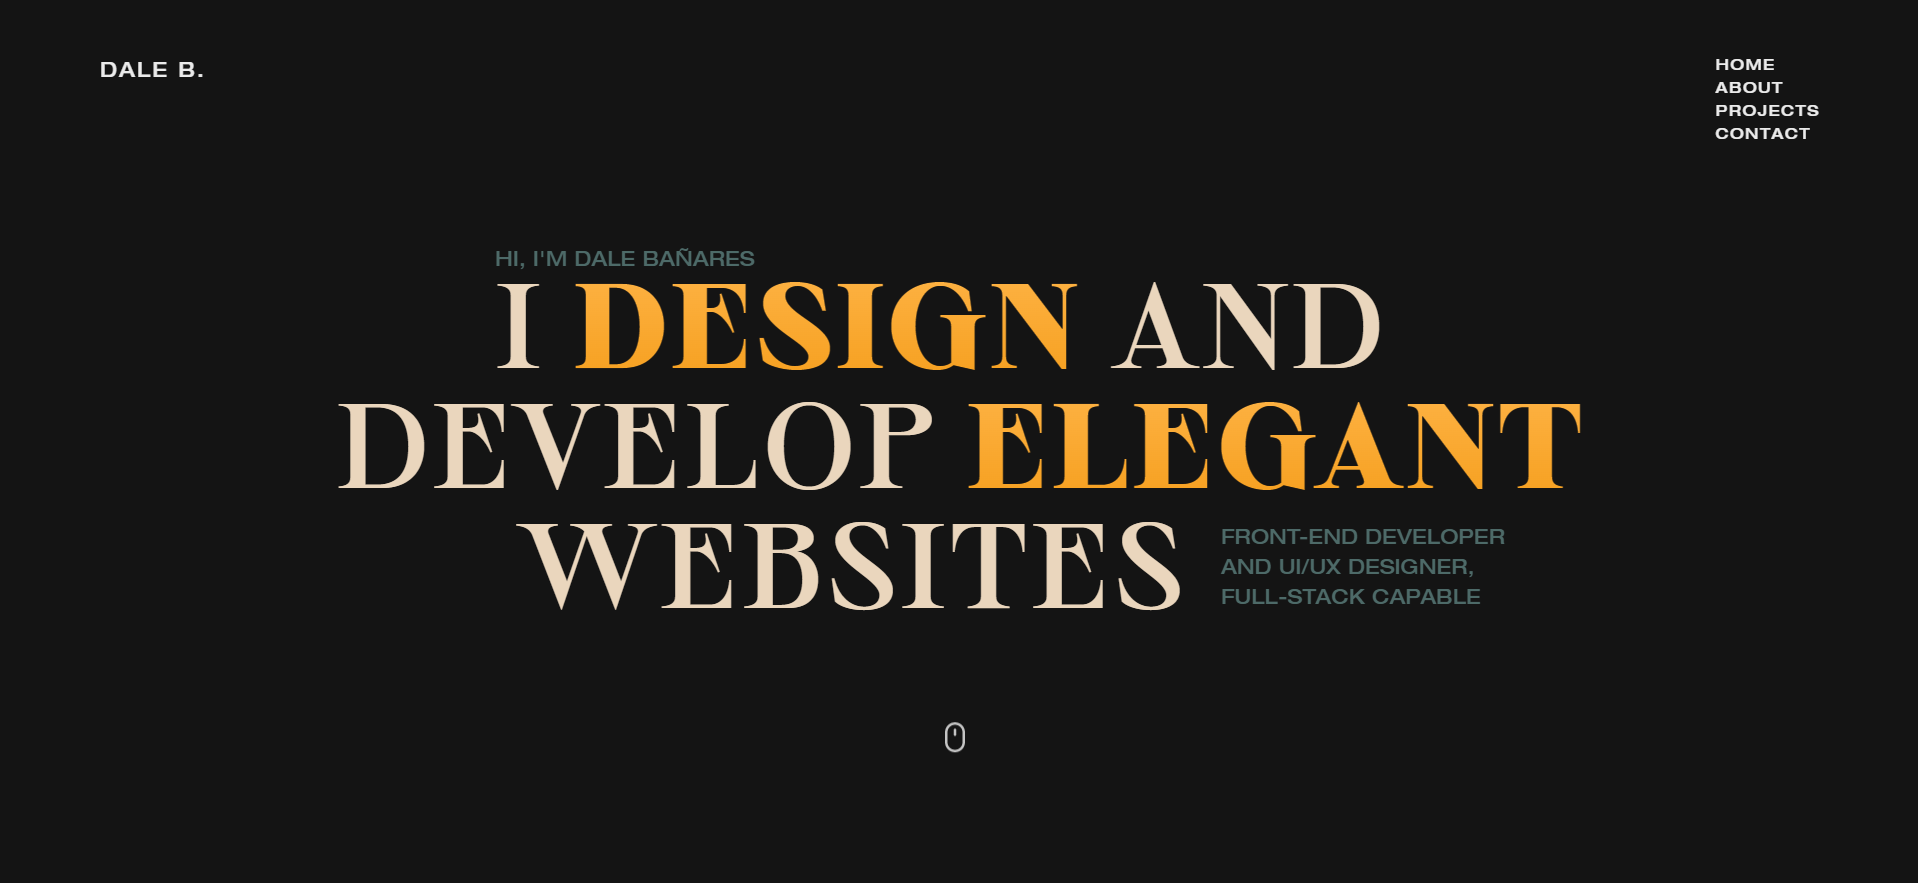 DALE B.
HOME
ABOUT
PROJECTS
CONTACT
HI, I'M DALE BAÑARES
I DESIGN AND
DEVELOP ELEGANT
WEBSITES
FRONT-END DEVELOPER
AND UI/UX DESIGNER,
FULL-STACK CAPABLE